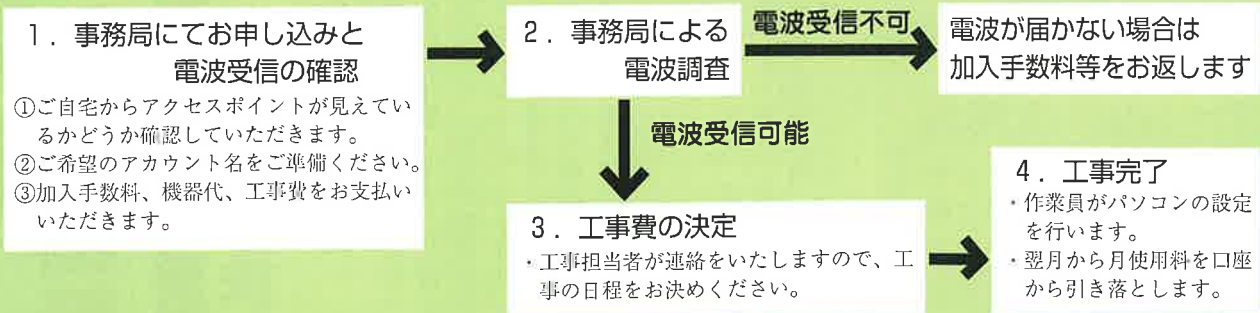 1. 事務局にてお申し込みと
電波受信の確認
①ご自宅からアクセスポイントが見えてい
るかどうか確認していただきます。
②ご希望のアカウント名をご準備ください。
③加入手数料、機器代、工事費をお支払い
いただきます。
2. 事務局による
電波調査
電波受信不可
電波が届かない場合は
加入手数料等をお返します
電波受信可能
3. 工事費の決定
・工事担当者が連絡をいたしますので、工
事の日程をお決めください。
4. 工事完了
・作業員がパソコンの設定
を行います。
・翌月から月使用料を口座
から引き落とします。